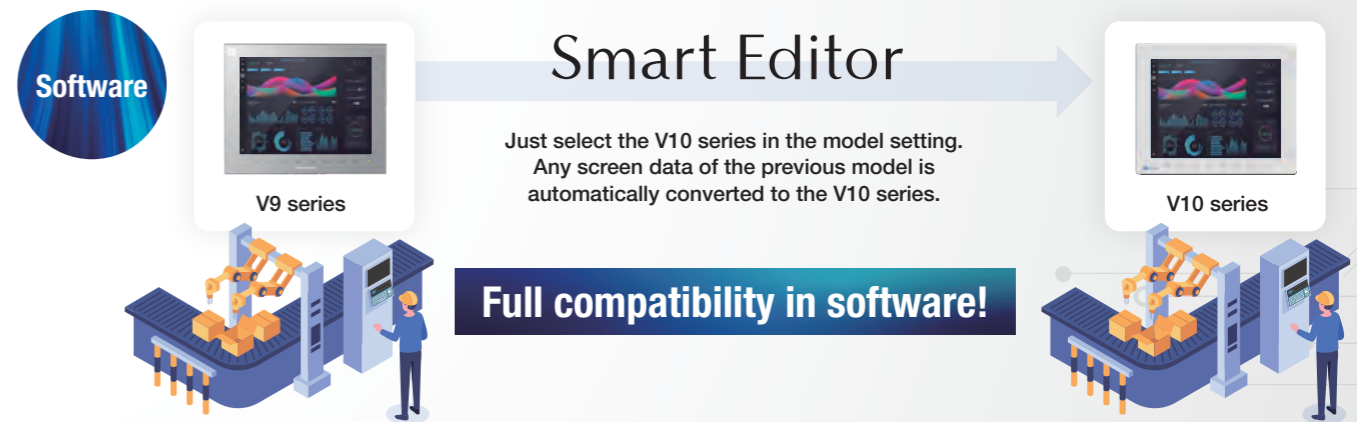 Software
Smart Editor
Just select the V10 series in the model setting.
Any screen data of the previous model is
automatically converted to the V10 series.
V9 series
V10 series
Full compatibility in software!